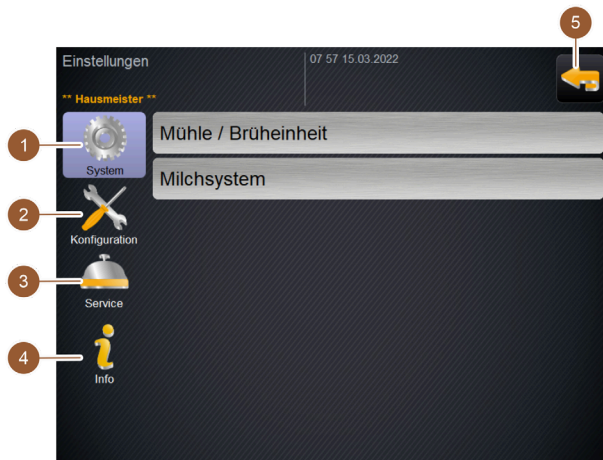 5
Einstellungen
07 57 15.03.2022
** Hausmeister **
1
System
Mühle / Brüheinheit
Milchsystem
2
Konfiguration
3
Service
4
Info